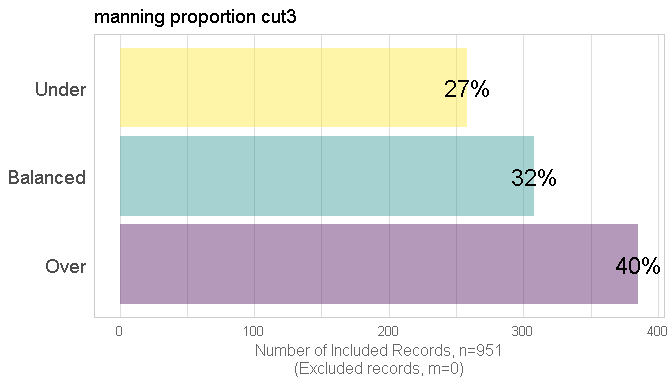 manning proportion cut3
Under
27%
Balanced
32%
Over
40%
0 100 200 300 400
Number of Included Records, n=951
(Excluded records, m=0)